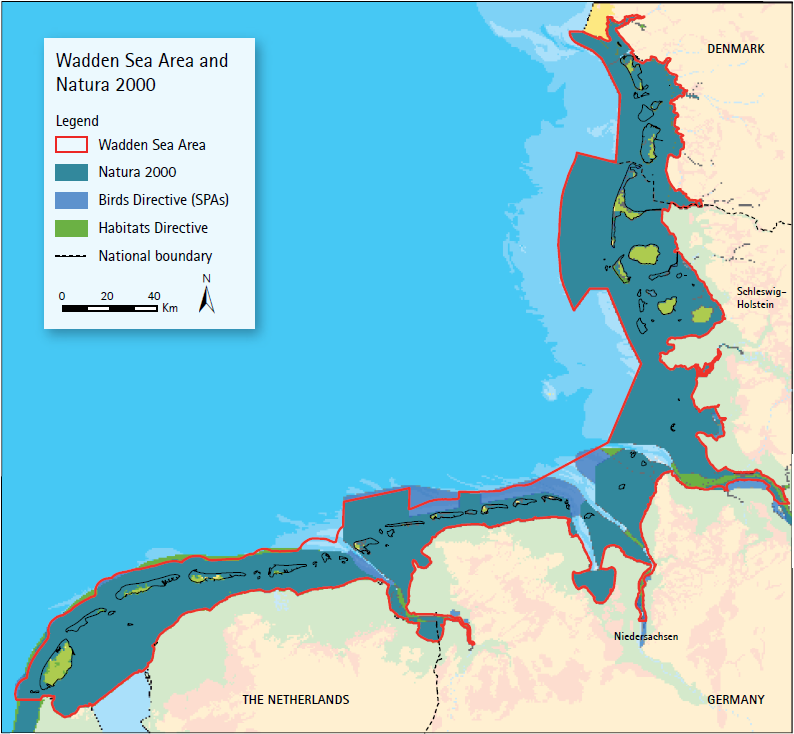 Wadden Sea Area and
Natura 2000
Legend
Wadden Sea Area
Natura 2000
Birds Directive (SPAs)
Habitats Directive
National boundary
N
0 20 40
Km
DENMARK
Schleswig-
Holstein
Niedersachsen
THE NETHERLANDS
GERMANY